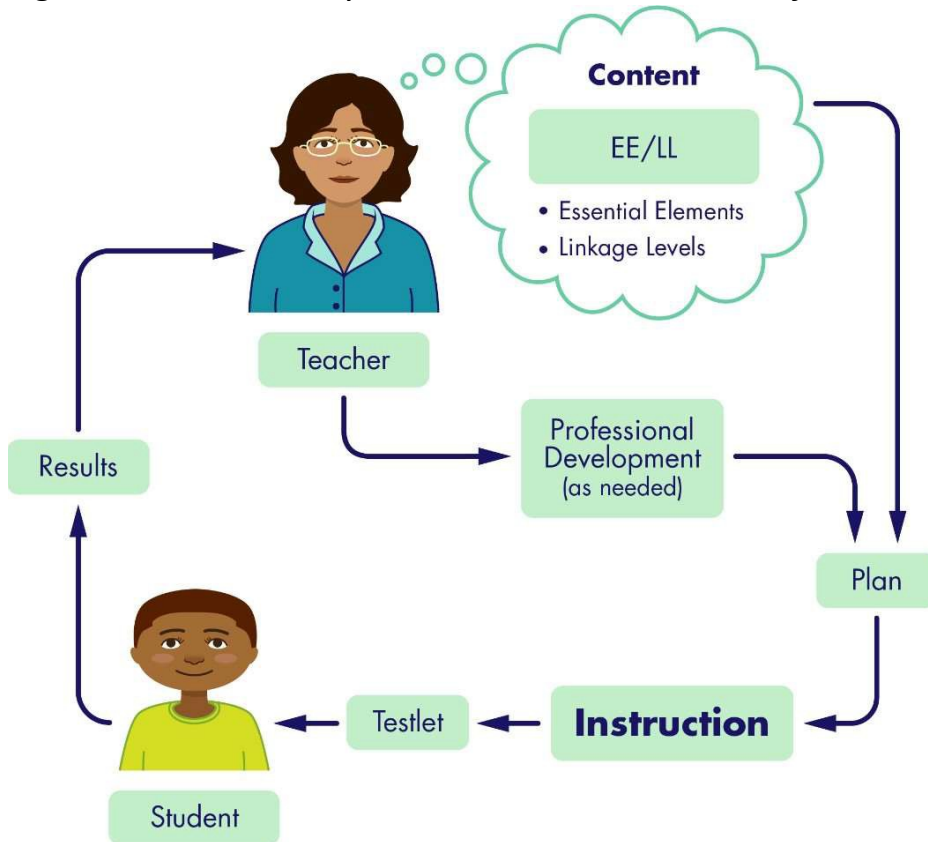 Content
EE/LL
• Essential Elements
• Linkage Levels
Teacher
Professional
Development
(as needed)
Results
Plan
Instruction
Testlet
Student